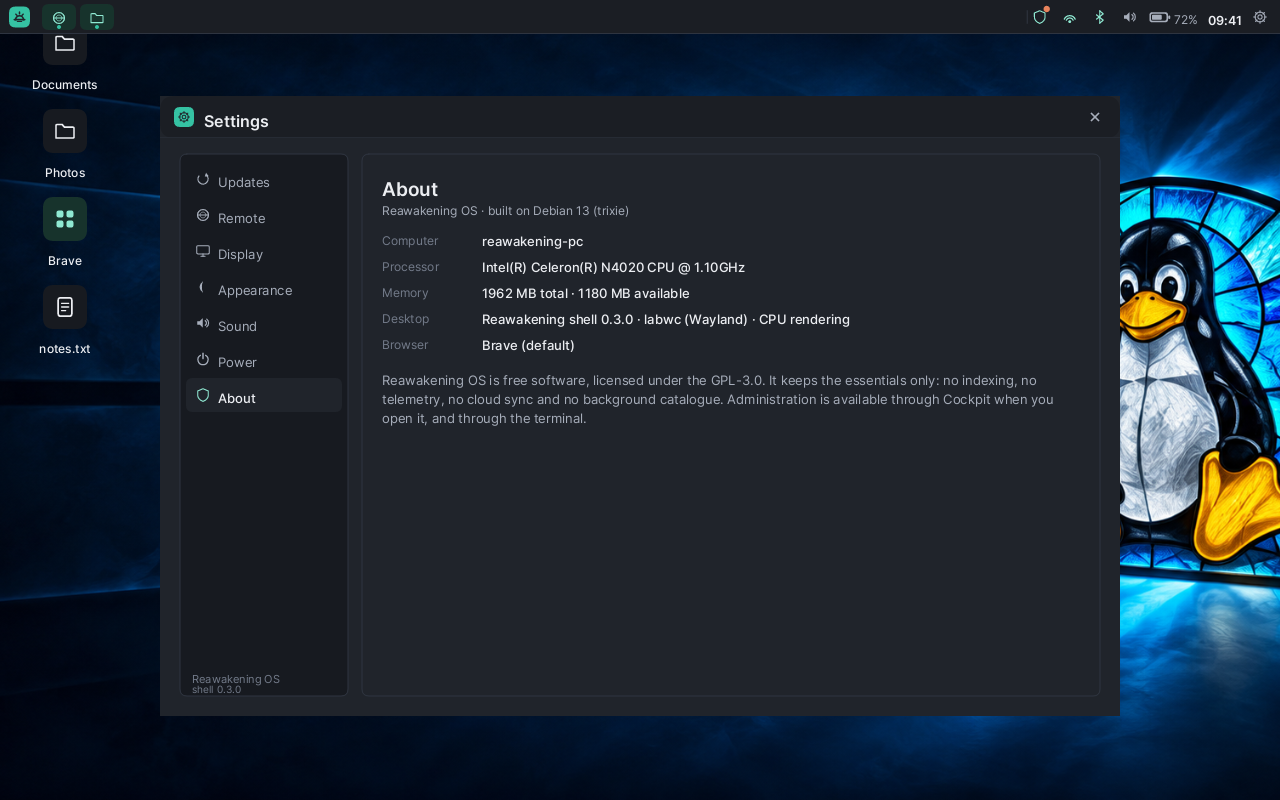 72%
09:41
Documents
Photos
Brave
notes.txt
Settings
Updates
Remote
Display
Appearance
Sound
Power
About
Reawakening OS
shell 0.3.0
About
Reawakening OS · built on Debian 13 (trixie)
Computer reawakening-pc
Processor Intel(R) Celeron(R) N4020 CPU @ 1.10GHz
Memory 1962 MB total · 1180 MB available
Desktop Reawakening shell 0.3.0 · labwc (Wayland) · CPU rendering
Browser Brave (default)
Reawakening OS is free software, licensed under the GPL-3.0. It keeps the essentials only: no indexing, no
telemetry, no cloud sync and no background catalogue. Administration is available through Cockpit when you
open it, and through the terminal.